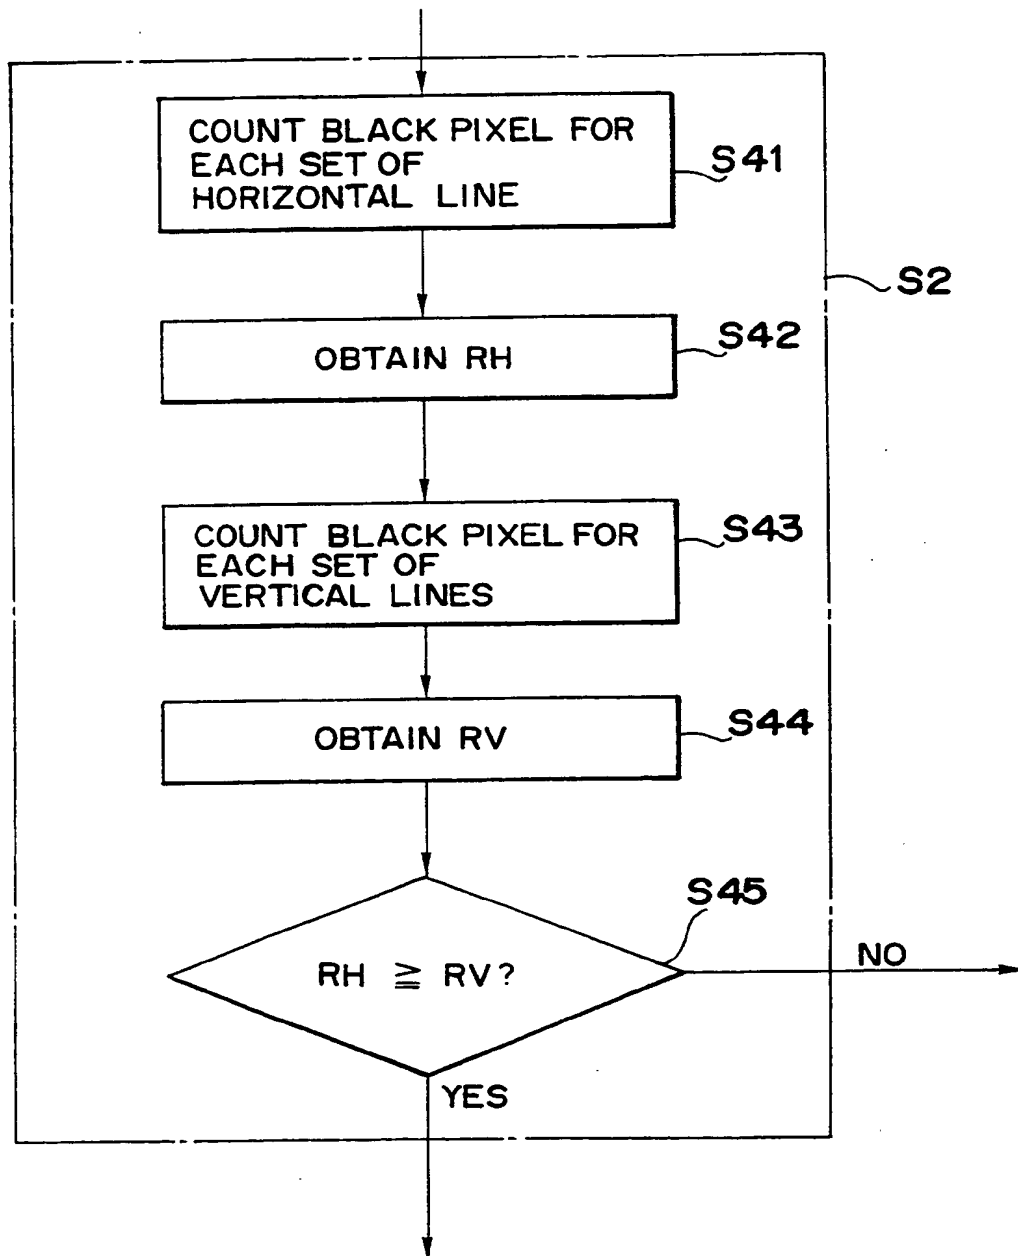 COUNT BLACK PIXEL FOR
EACH SET OF
HORIZONTAL LINE
S41
S2
OBTAIN RH
S42
COUNT BLACK PIXEL FOR
EACH SET OF
VERTICAL LINES
S43
OBTAIN RV
S44
S45
RH ≧ RV?
NO
YES